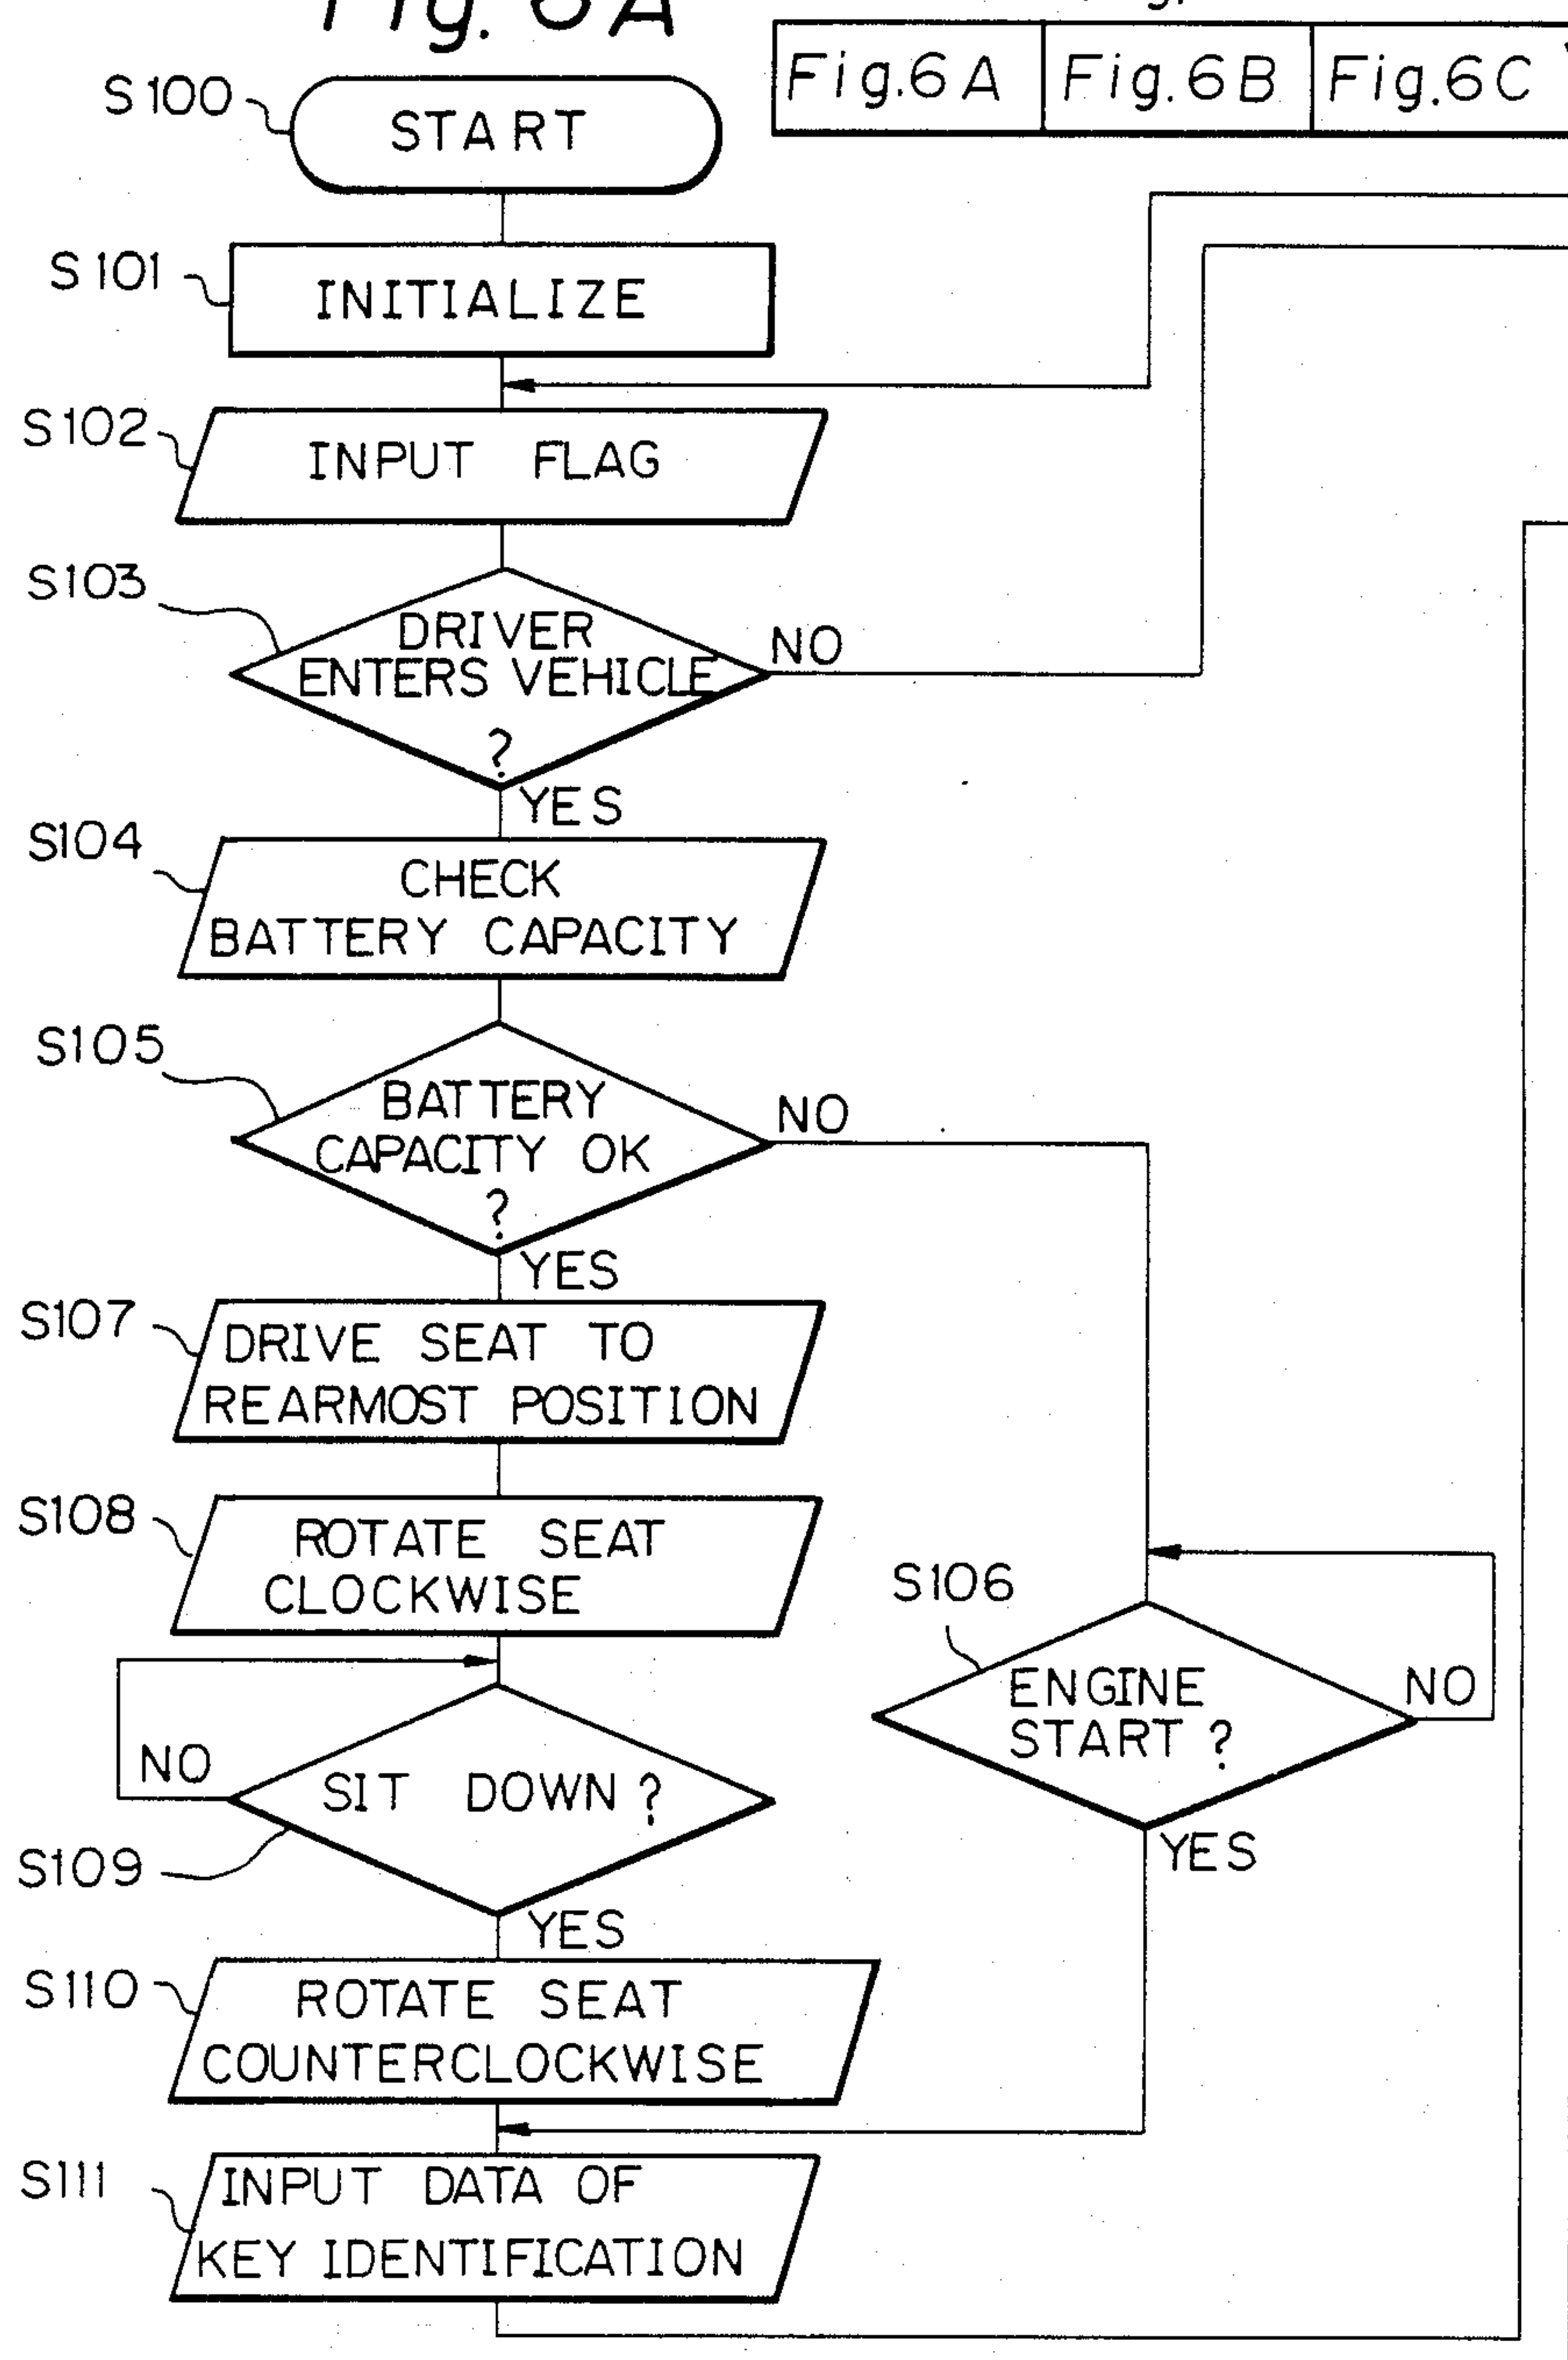 Fig. 6A
Fig.6A Fig.6B Fig.6C
S100
START
S101
INITIALIZE
S102
INPUT FLAG
S103
DRIVER
ENTERS VEHICLE
?
NO
YES
S104
CHECK
BATTERY CAPACITY
S105
BATTERY
CAPACITY OK
?
NO
YES
S107
DRIVE SEAT TO
REARMOST POSITION
S108
ROTATE SEAT
CLOCKWISE
S106
ENGINE
START ?
NO
YES
S109
SIT DOWN ?
NO
YES
S110
ROTATE SEAT
COUNTERCLOCKWISE
S111
INPUT DATA OF
KEY IDENTIFICATION